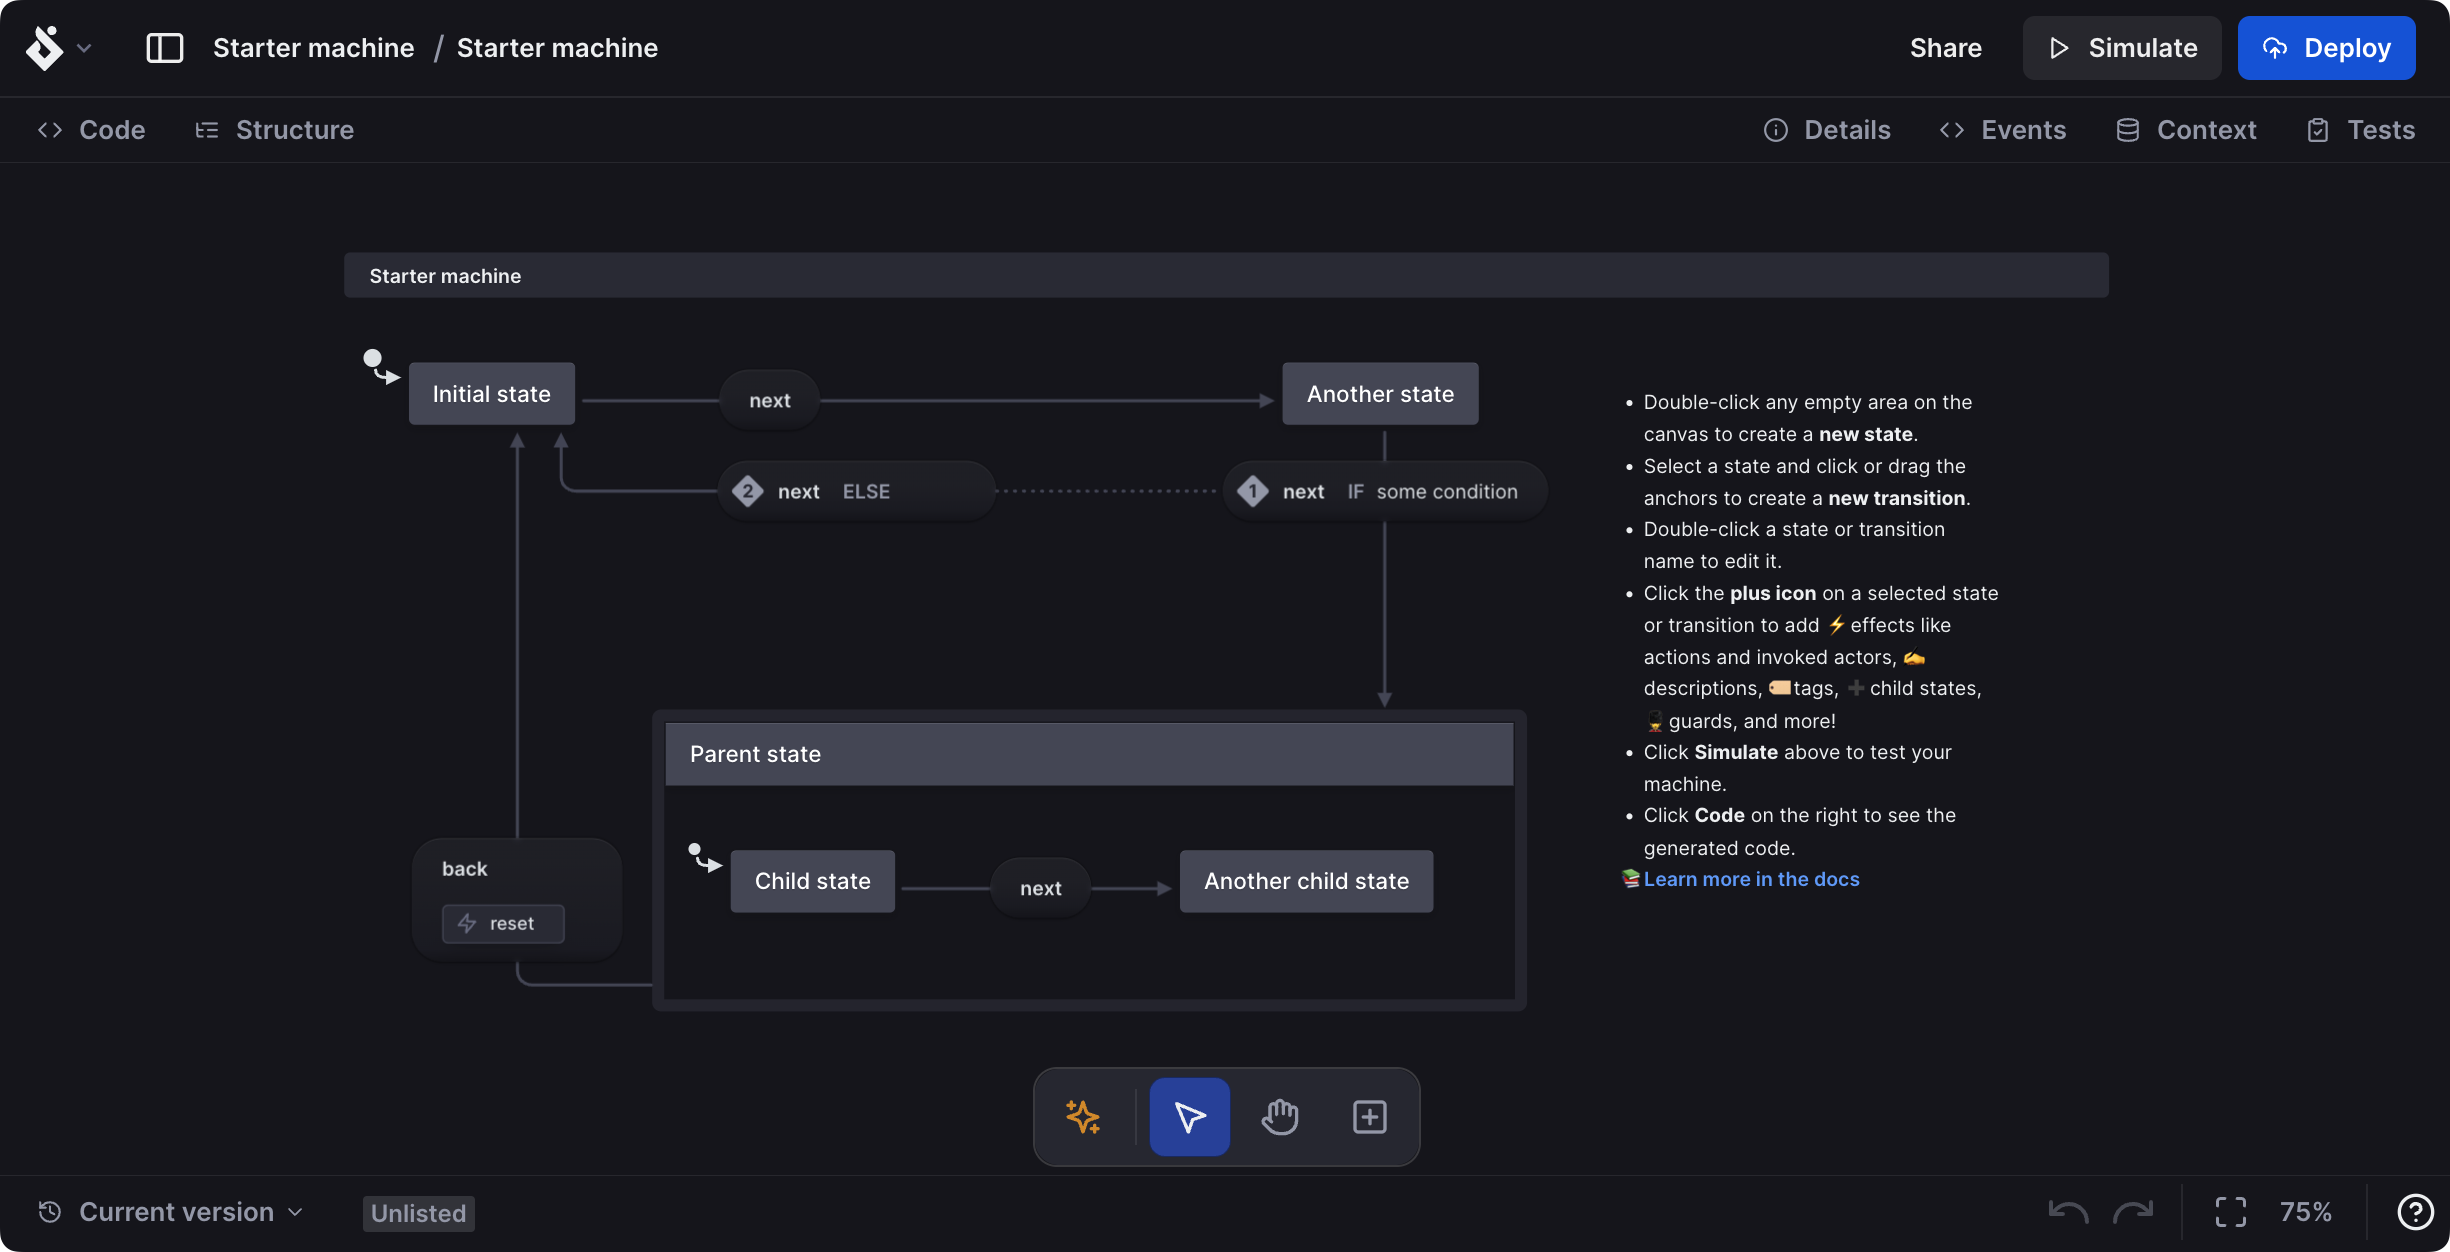 Starter machine / Starter machine
Share
Simulate
Deploy
Code
Structure
Details
Events
Context
Tests
Starter machine
Initial state
next
Another state
2 next ELSE
1 next IF some condition
Parent state
Child state
next
Another child state
back
reset
• Double-click any empty area on the
canvas to create a new state.
• Select a state and click or drag the
anchors to create a new transition.
• Double-click a state or transition
name to edit it.
• Click the plus icon on a selected state
or transition to add ⚡ effects like
actions and invoked actors, ✍️
descriptions, 🏷️ tags, ➕ child states,
💂 guards, and more!
• Click Simulate above to test your
machine.
• Click Code on the right to see the
generated code.
📚 Learn more in the docs
Current version
Unlisted
75%